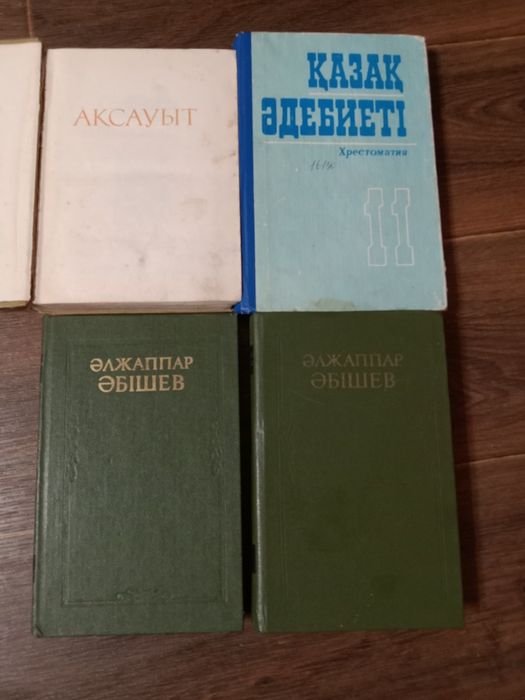 АКСАУЫТ
ҚАЗАҚ
ӘДЕБИЕТІ
Хрестоматия
11
ӘЛЖАППАР
ӘБІШЕВ
ӘЛЖАППАР
ӘБІШЕВ